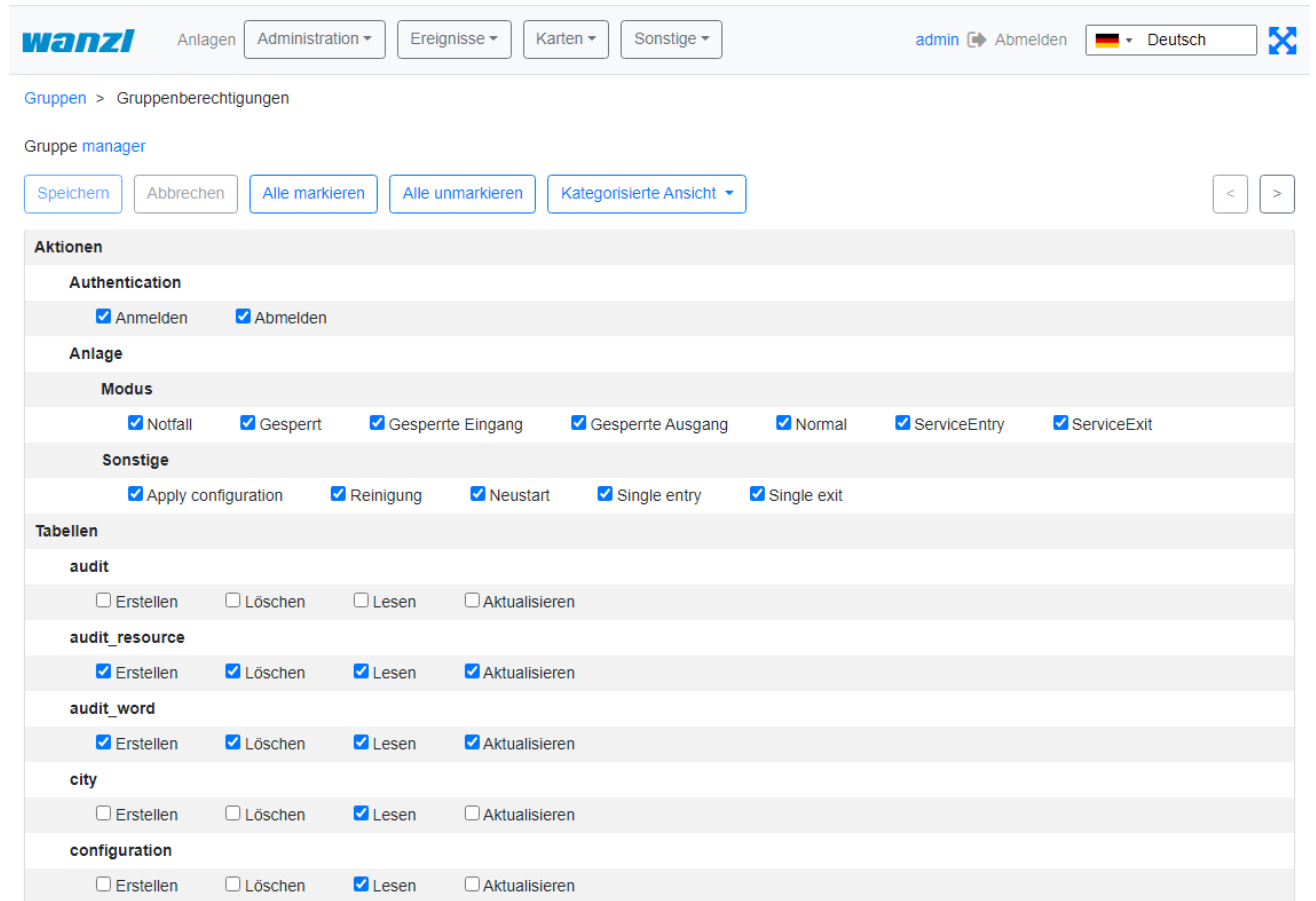 wanzl Anlagen Administration Ereignisse Karten Sonstige admin Abmelden Deutsch
Gruppen > Gruppenberechtigungen
Gruppe manager
Speichern Abbrechen Alle markieren Alle unmarkieren Kategorisierte Ansicht < >
Aktionen
Authentication
Anmelden Abmelden
Anlage
Modus
Notfall Gesperrt Gesperrte Eingang Gesperrte Ausgang Normal ServiceEntry ServiceExit
Sonstige
Apply configuration Reinigung Neustart Single entry Single exit
Tabellen
audit
Erstellen Löschen Lesen Aktualisieren
audit_resource
Erstellen Löschen Lesen Aktualisieren
audit_word
Erstellen Löschen Lesen Aktualisieren
city
Erstellen Löschen Lesen Aktualisieren
configuration
Erstellen Löschen Lesen Aktualisieren